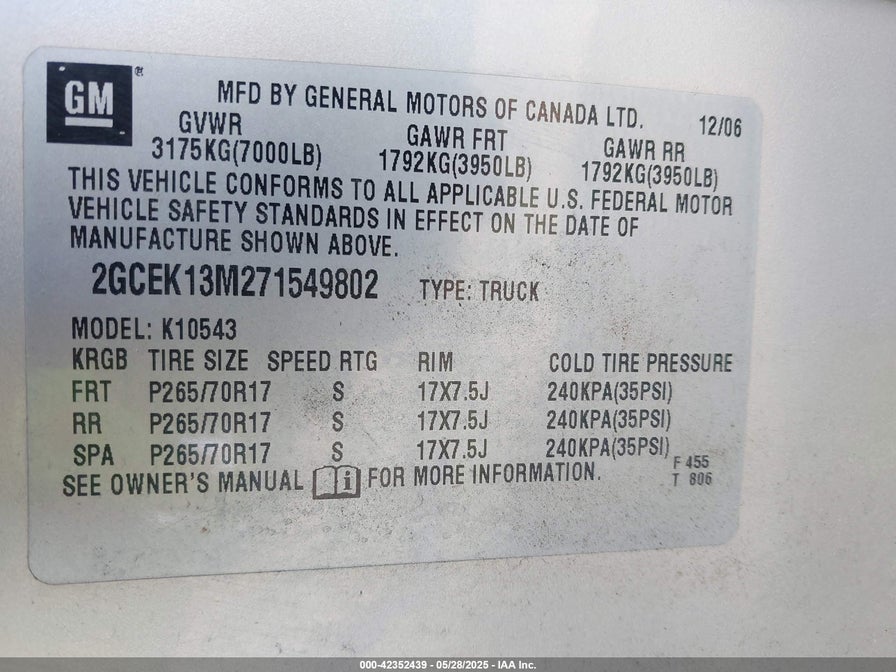 GM ®
MFD BY GENERAL MOTORS OF CANADA LTD.
12/06
GVWR GAWR FRT GAWR RR
3175KG(7000LB) 1792KG(3950LB) 1792KG(3950LB)
THIS VEHICLE CONFORMS TO ALL APPLICABLE U.S. FEDERAL MOTOR
VEHICLE SAFETY STANDARDS IN EFFECT ON THE DATE OF
MANUFACTURE SHOWN ABOVE.
2GCEK13M271549802 TYPE: TRUCK
MODEL: K10543
KRGB TIRE SIZE SPEED RTG RIM COLD TIRE PRESSURE
FRT P265/70R17 S 17X7.5J 240KPA(35PSI)
RR P265/70R17 S 17X7.5J 240KPA(35PSI)
SPA P265/70R17 S 17X7.5J 240KPA(35PSI)
SEE OWNER'S MANUAL i FOR MORE INFORMATION.
F 455
T 806
000-42352439 - 05/28/2025 - IAA Inc.